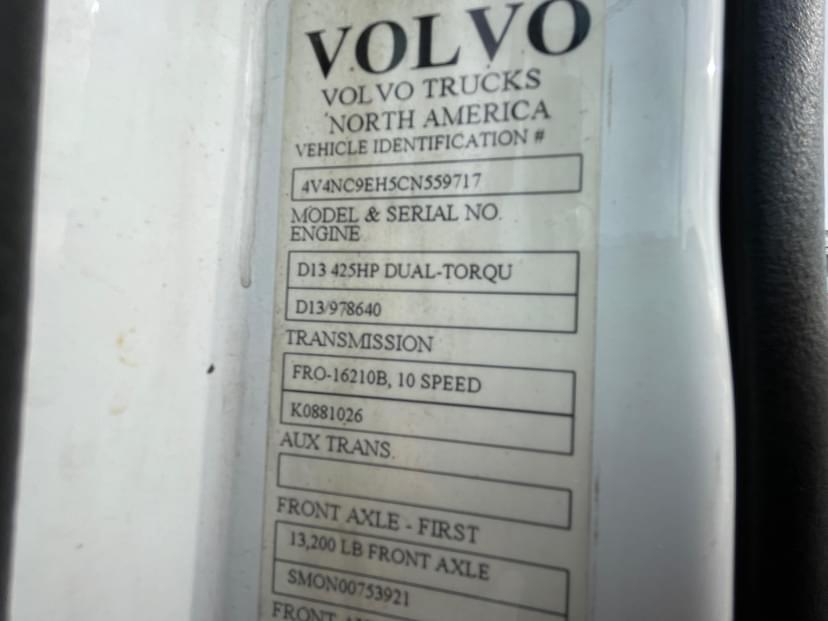 VOLVO
VOLVO TRUCKS
NORTH AMERICA
VEHICLE IDENTIFICATION #
4V4NC9EH5CN559717
MODEL & SERIAL NO.
ENGINE
D13 425HP DUAL-TORQU
D13/978640
TRANSMISSION
FRO-16210B, 10 SPEED
K0881026
AUX TRANS.
FRONT AXLE - FIRST
13,200 LB FRONT AXLE
SMON00753921
FRONT